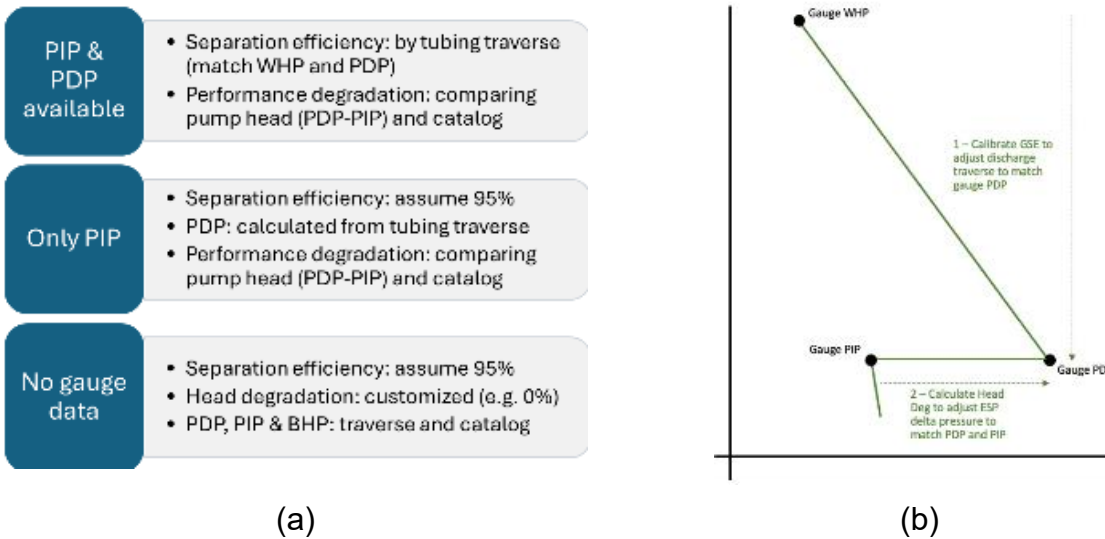 PIP &
PDP
available
• Separation efficiency: by tubing traverse
(match WHP and PDP)
• Performance degradation: comparing
pump head (PDP-PIP) and catalog
Only PIP
• Separation efficiency: assume 95%
• PDP: calculated from tubing traverse
• Performance degradation: comparing
pump head (PDP-PIP) and catalog
No gauge
data
• Separation efficiency: assume 95%
• Head degradation: customized (e.g. 0%)
• PDP, PIP & BHP: traverse and catalog
(a)
Gauge WHP
1 – Calibrate GSE to
adjust discharge
traverse to match
gauge PDP
Gauge PIP
Gauge PD
2 – Calculate Head
Deg to adjust ESP
delta pressure to
match PDP and PIP
(b)